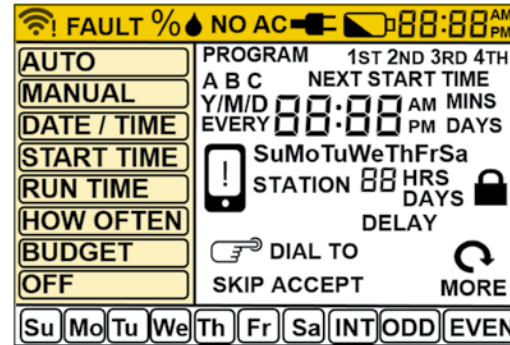 ! FAULT % NO AC 88:88 AM PM
AUTO
MANUAL
DATE / TIME
START TIME
RUN TIME
HOW OFTEN
BUDGET
OFF
PROGRAM 1ST 2ND 3RD 4TH
A B C NEXT START TIME
Y/M/D 88:88 AM MINS
EVERY PM DAYS
SuMoTuWeThFrSa
! STATION 88 HRS
DAYS
DELAY
DIAL TO
SKIP ACCEPT MORE
Su Mo Tu We Th Fr Sa INT ODD EVEN